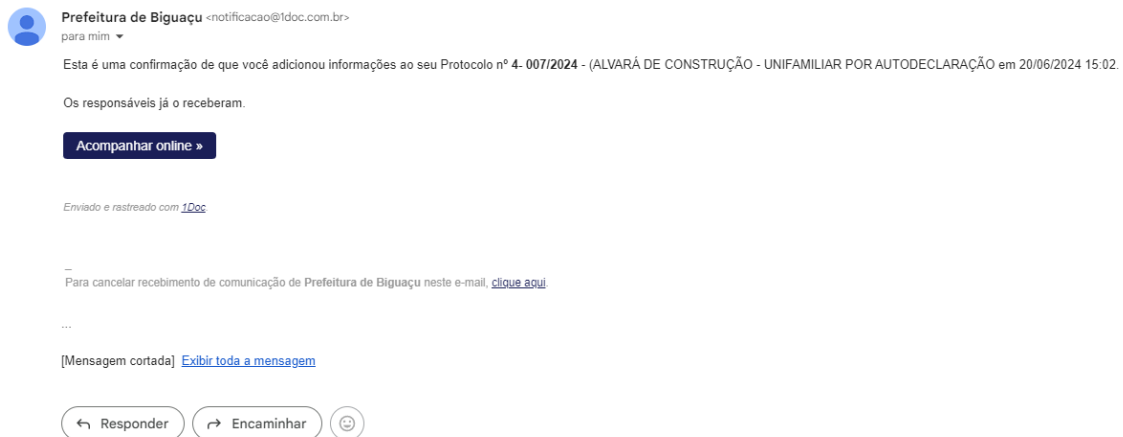 Prefeitura de Biguaçu <notificacao@1doc.com.br>
para mim
Esta é uma confirmação de que você adicionou informações ao seu Protocolo nº 4- 007/2024 - (ALVARÁ DE CONSTRUÇÃO - UNIFAMILIAR POR AUTODECLARAÇÃO em 20/06/2024 15:02.
Os responsáveis já o receberam.
Acompanhar online »
Enviado e rastreado com 1Doc.
_
Para cancelar recebimento de comunicação de Prefeitura de Biguaçu neste e-mail, clique aqui.
...
[Mensagem cortada] Exibir toda a mensagem
Responder Encaminhar